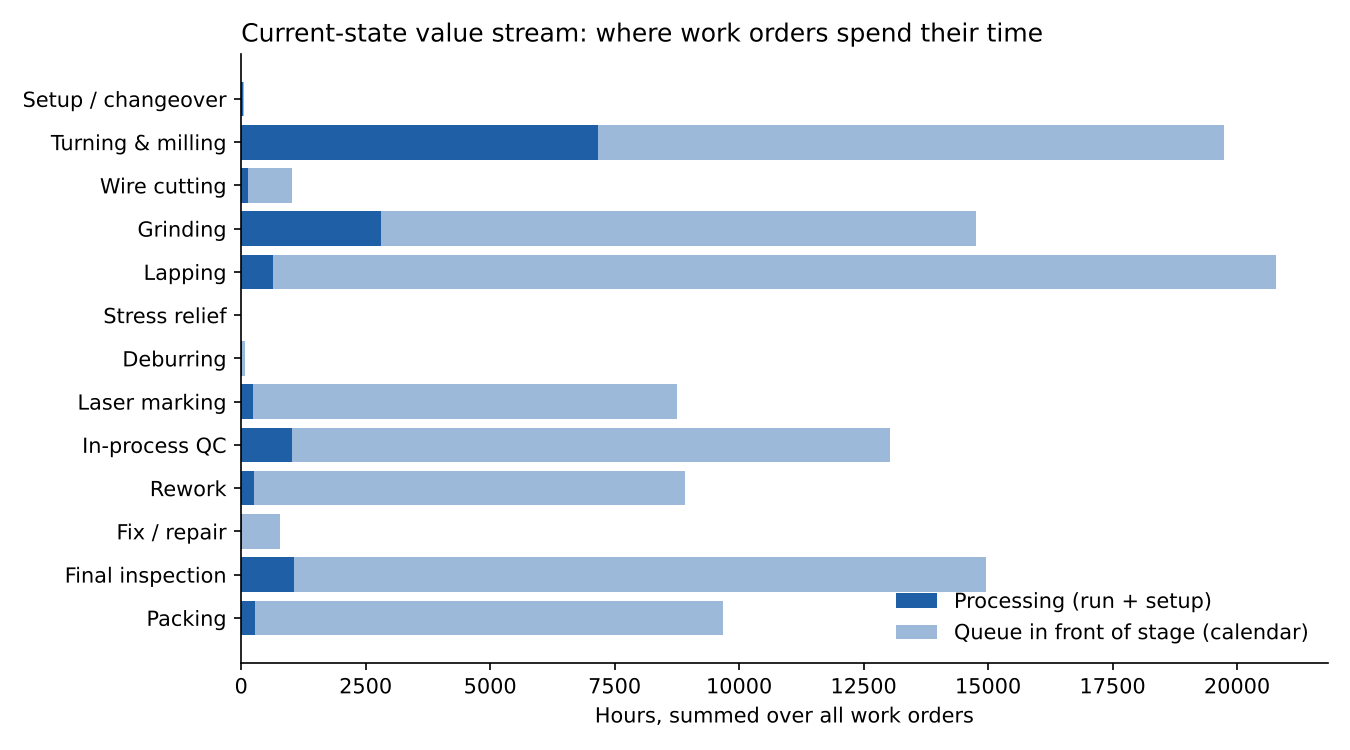 Current-state value stream: where work orders spend their time
Setup / changeover
Turning & milling
Wire cutting
Grinding
Lapping
Stress relief
Deburring
Laser marking
In-process QC
Rework
Fix / repair
Final inspection
Packing
Processing (run + setup)
Queue in front of stage (calendar)
0 2500 5000 7500 10000 12500 15000 17500 20000
Hours, summed over all work orders